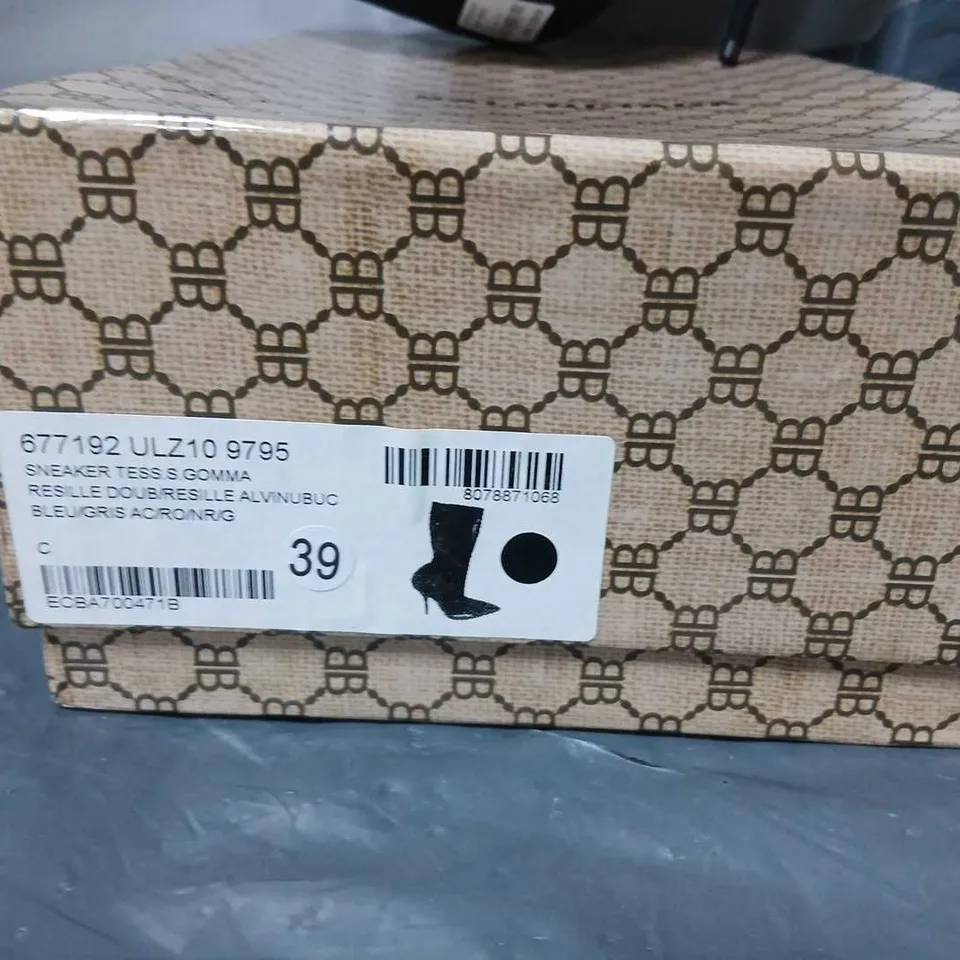 677192 ULZ10 9795
SNEAKER TESS.S.GOMMA
RESILLE DOUB/RESILLE ALVINUBUC
BLEU/GRIS AC/RO/NR/G
C
39
ECBA700471B
8078871068